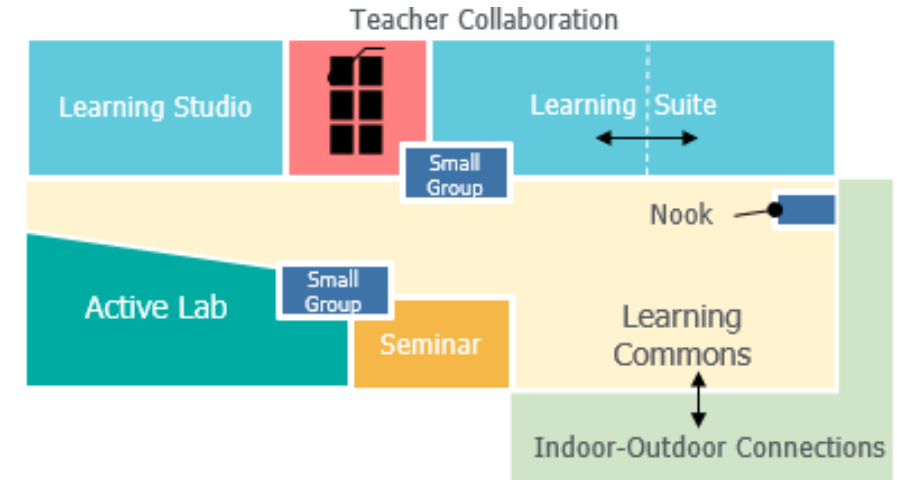 Teacher Collaboration
Learning Studio
Learning Suite
Small
Group
Nook
Small
Group
Active Lab
Seminar
Learning
Commons
Indoor-Outdoor Connections